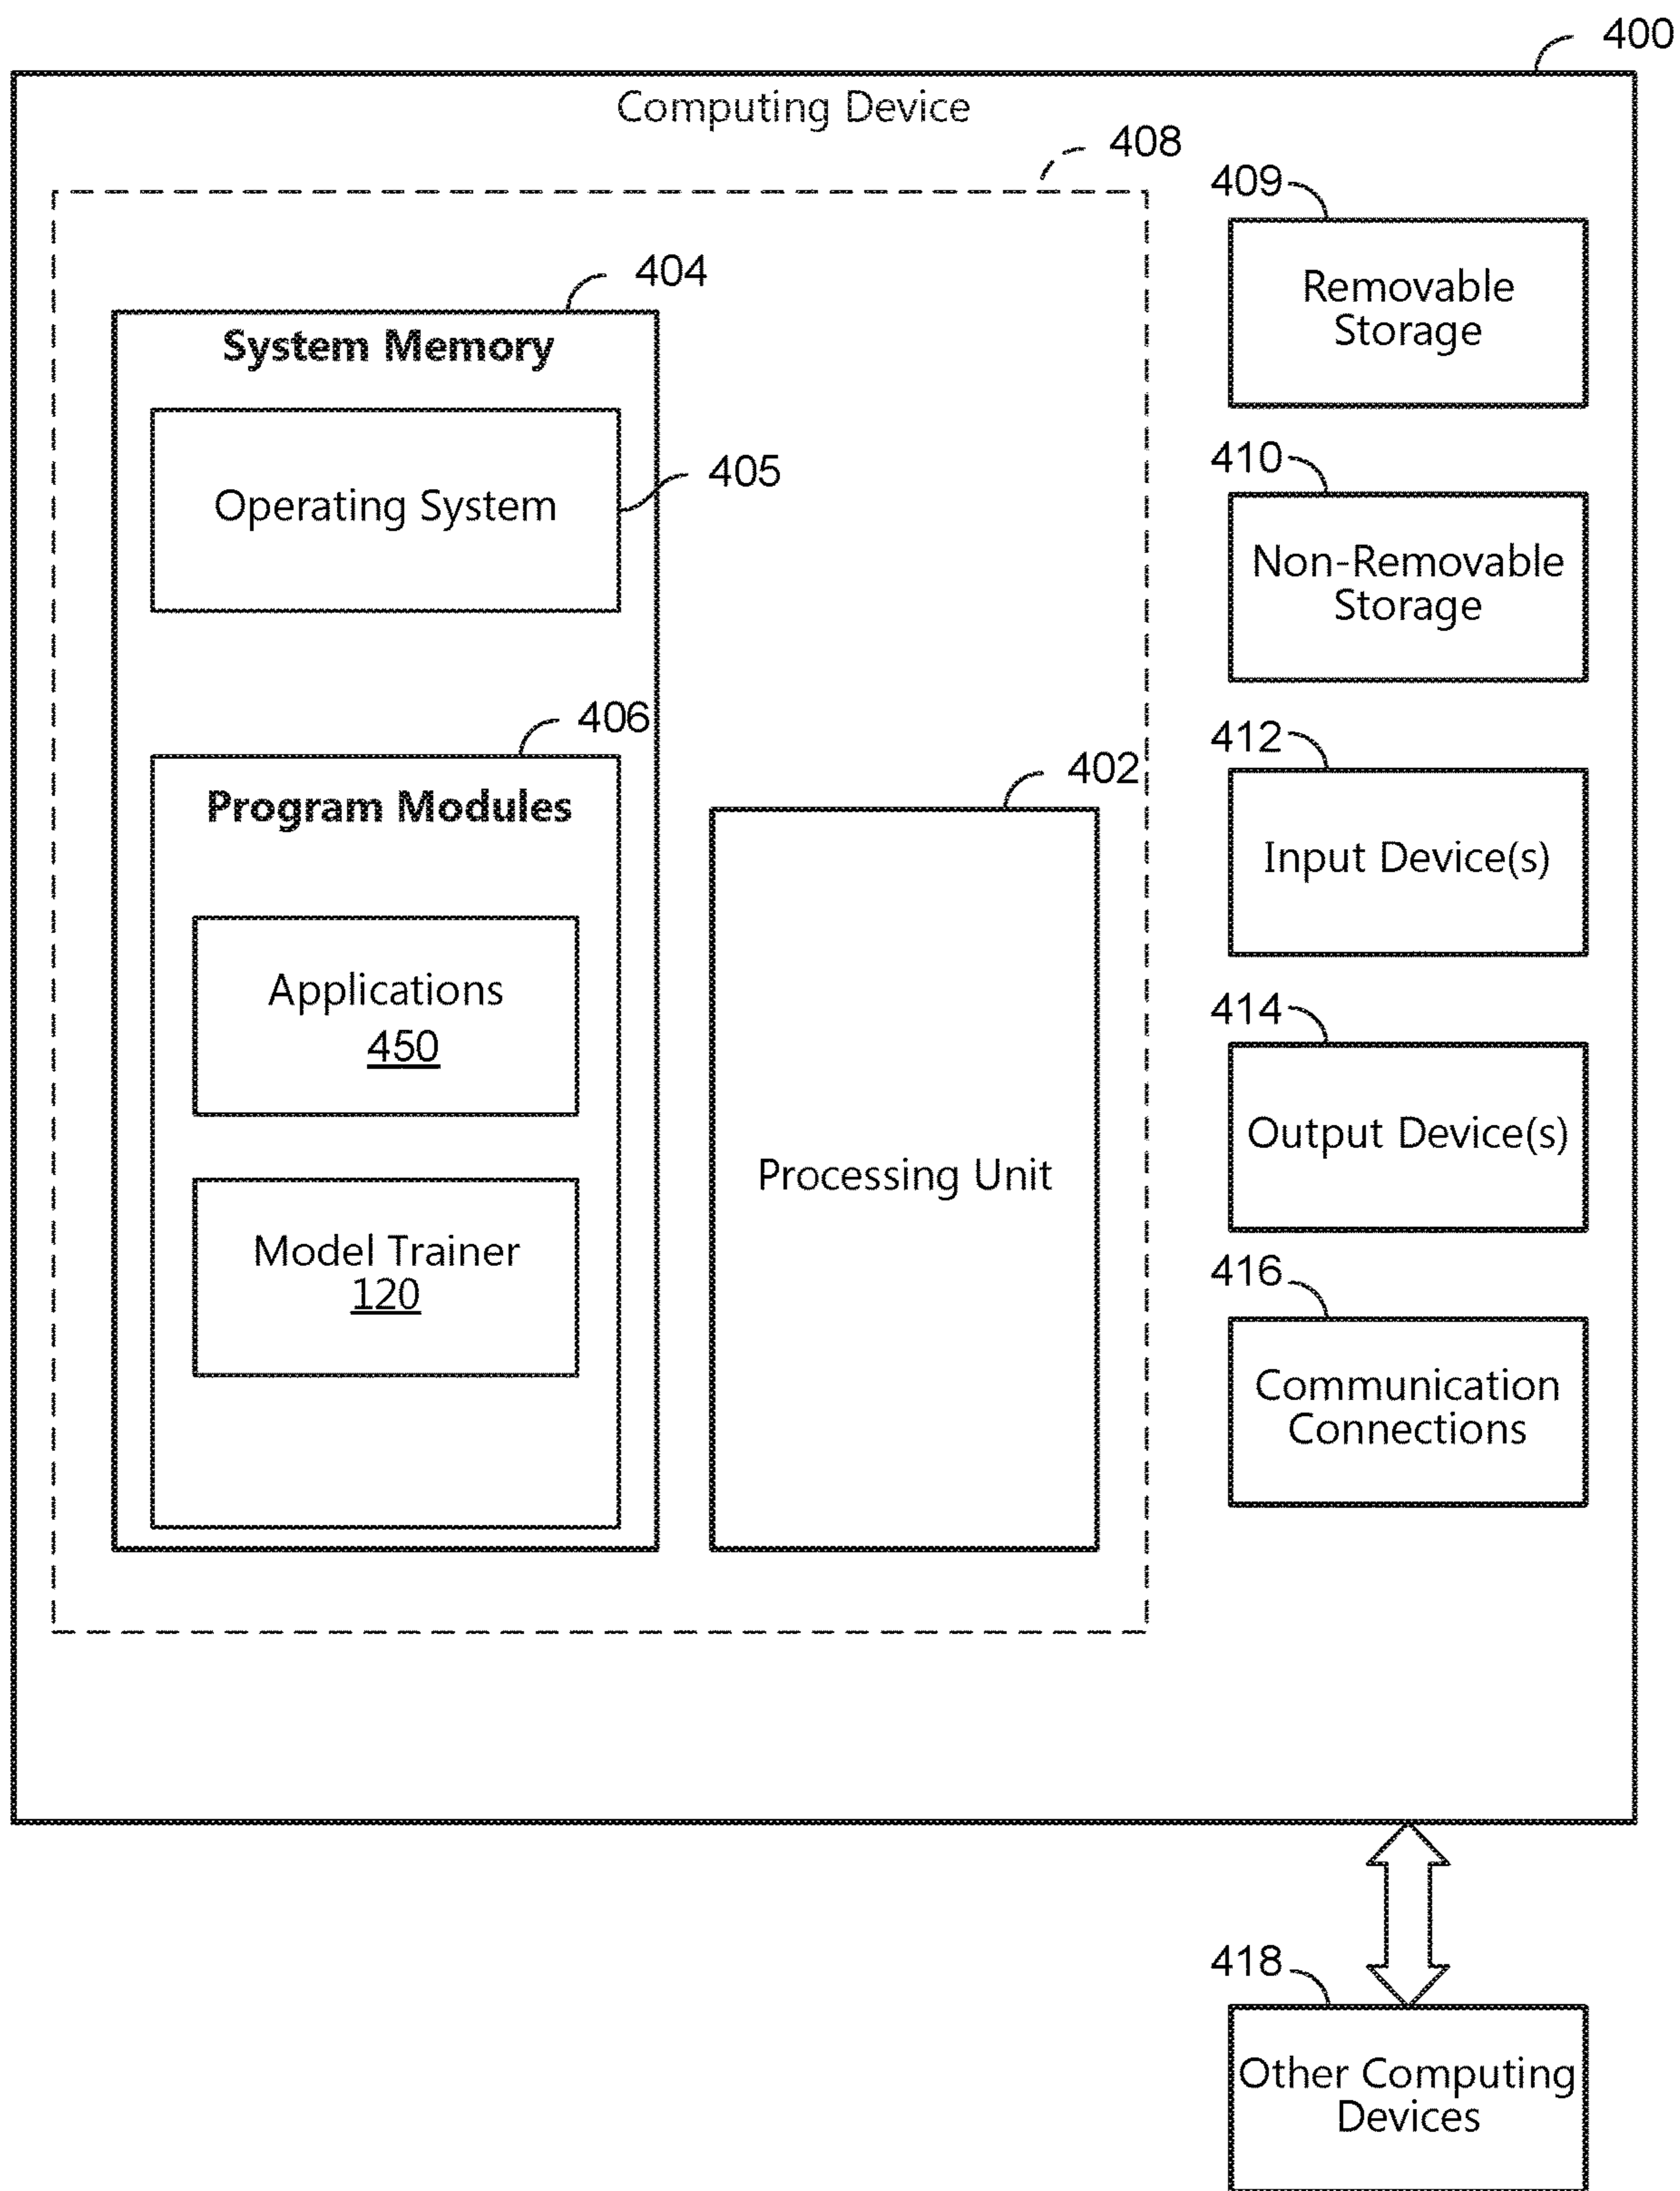 400
Computing Device
408
404
System Memory
Operating System
405
406
Program Modules
Applications
450
Model Trainer
120
402
Processing Unit
409
Removable
Storage
410
Non-Removable
Storage
412
Input Device(s)
414
Output Device(s)
416
Communication
Connections
418
Other Computing
Devices